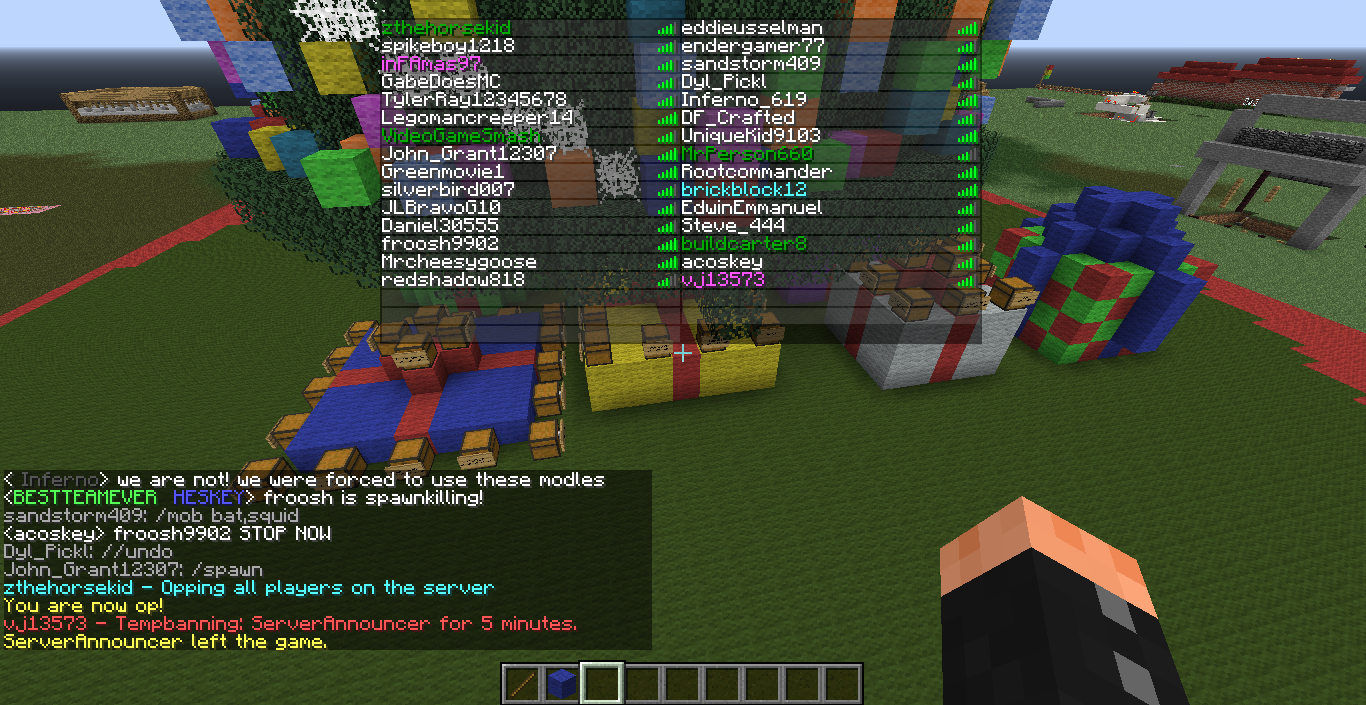 zthehorsekid eddieusselman
spikeboy1218 endergamer77
inFAmas97 sandstorm409
GabeDoesMC Dyl_Pickl
TylerRay12345678 Inferno_619
Legomancreeper14 DF_Crafted
VideoGameSmash UniqueKid9103
John_Grant12307 MrPerson660
Greenmovie1 Rootcommander
silverbird007 brickblock12
JLBravoG10 EdwinEmmanuel
Daniel30555 Steve_444
froosh9902 buildcarter8
Mrcheesygoose acoskey
redshadow818 vj13573
< Inferno> we are not! we were forced to use these modles
<BESTTEAMEVER HESKEY> froosh is spawnkilling!
sandstorm409: /mob bat,squid
<acoskey> froosh9902 STOP NOW
Dyl_Pickl: //undo
John_Grant12307: /spawn
zthehorsekid - Opping all players on the server
You are now op!
vj13573 - Tempbanning: ServerAnnouncer for 5 minutes.
ServerAnnouncer left the game.